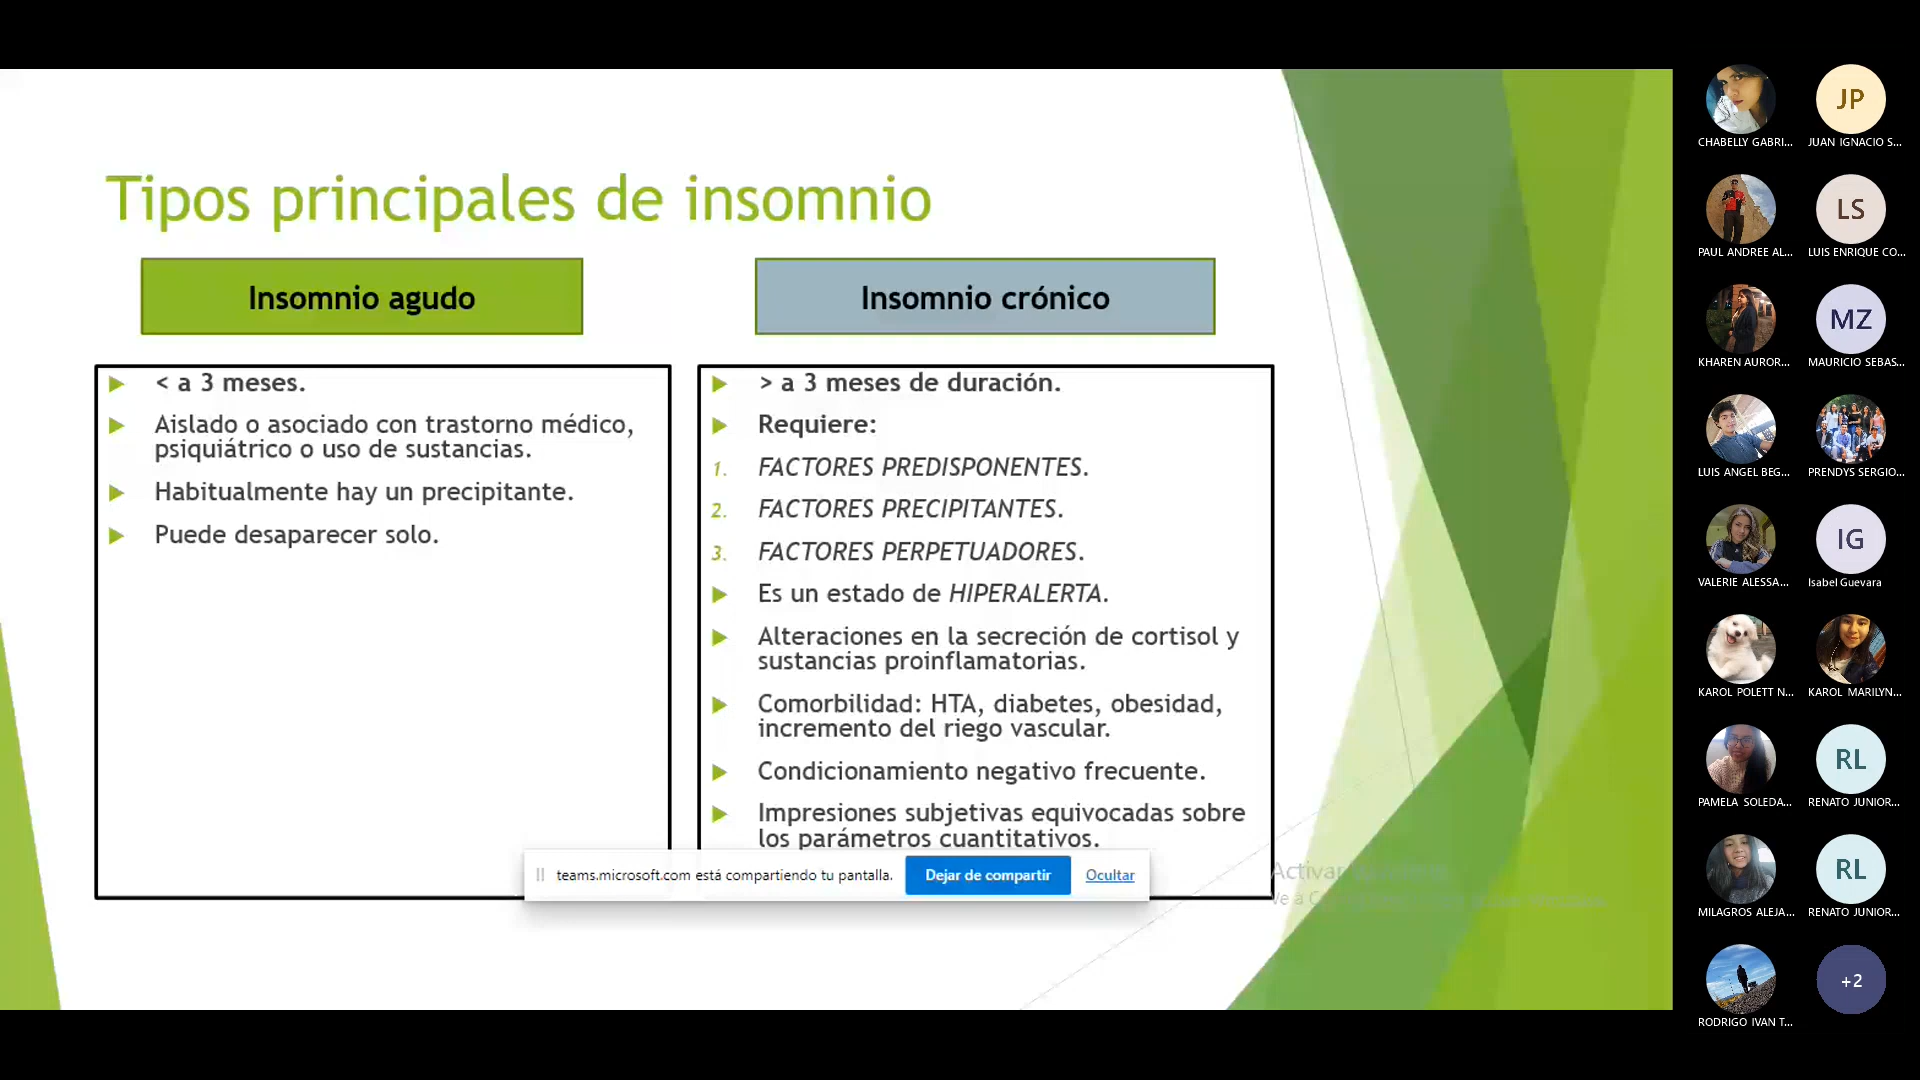 Tipos principales de insomnio
Insomnio agudo
< a 3 meses.
Aislado o asociado con trastorno médico,
psiquiátrico o uso de sustancias.
Habitualmente hay un precipitante.
Puede desaparecer solo.
Insomnio crónico
> a 3 meses de duración.
Requiere:
1. FACTORES PREDISPONENTES.
2. FACTORES PRECIPITANTES.
3. FACTORES PERPETUADORES.
Es un estado de HIPERALERTA.
Alteraciones en la secreción de cortisol y
sustancias proinflamatorias.
Comorbilidad: HTA, diabetes, obesidad,
incremento del riego vascular.
Condicionamiento negativo frecuente.
Impresiones subjetivas equivocadas sobre
los parámetros cuantitativos.
teams.microsoft.com está compartiendo tu pantalla. Dejar de compartir Ocultar
Activar
Ve a
CHABELLY GABRI...
JP
JUAN IGNACIO S...
PAUL ANDREE AL...
LS
LUIS ENRIQUE CO...
KHAREN AUROR...
MZ
MAURICIO SEBAS...
LUIS ANGEL BEG...
PRENDYS SERGIO...
VALERIE ALESSA...
IG
Isabel Guevara
KAROL POLETT N...
KAROL MARILYN...
PAMELA SOLEDA...
RL
RENATO JUNIOR...
MILAGROS ALEJA...
RL
RENATO JUNIOR...
RODRIGO IVAN T...
+2